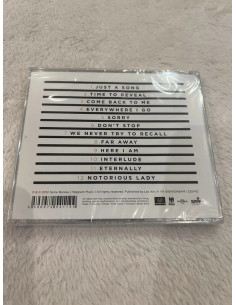 1 JUST A SONG
2 TIME TO REVEAL
3 COME BACK TO ME
4 EVERYWHERE I GO
5 SORRY
6 DON'T STOP
7 WE NEVER TRY TO RECALL
8 FAR AWAY
9 HERE I AM
10 INTERLUDE
11 ETERNALLY
12 NOTORIOUS LADY